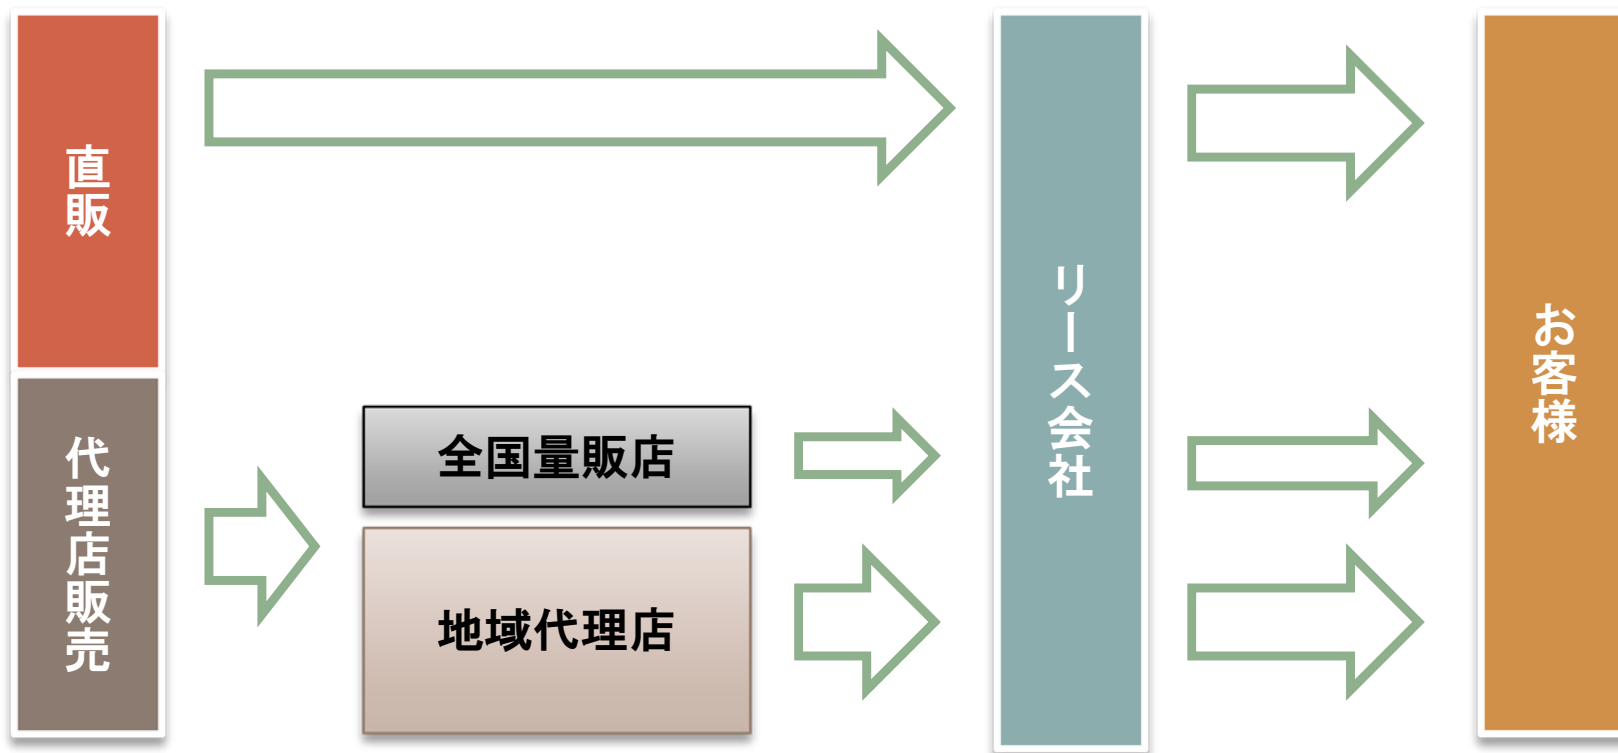 直販
代理店販売
全国量販店
地域代理店
リース会社
お客様